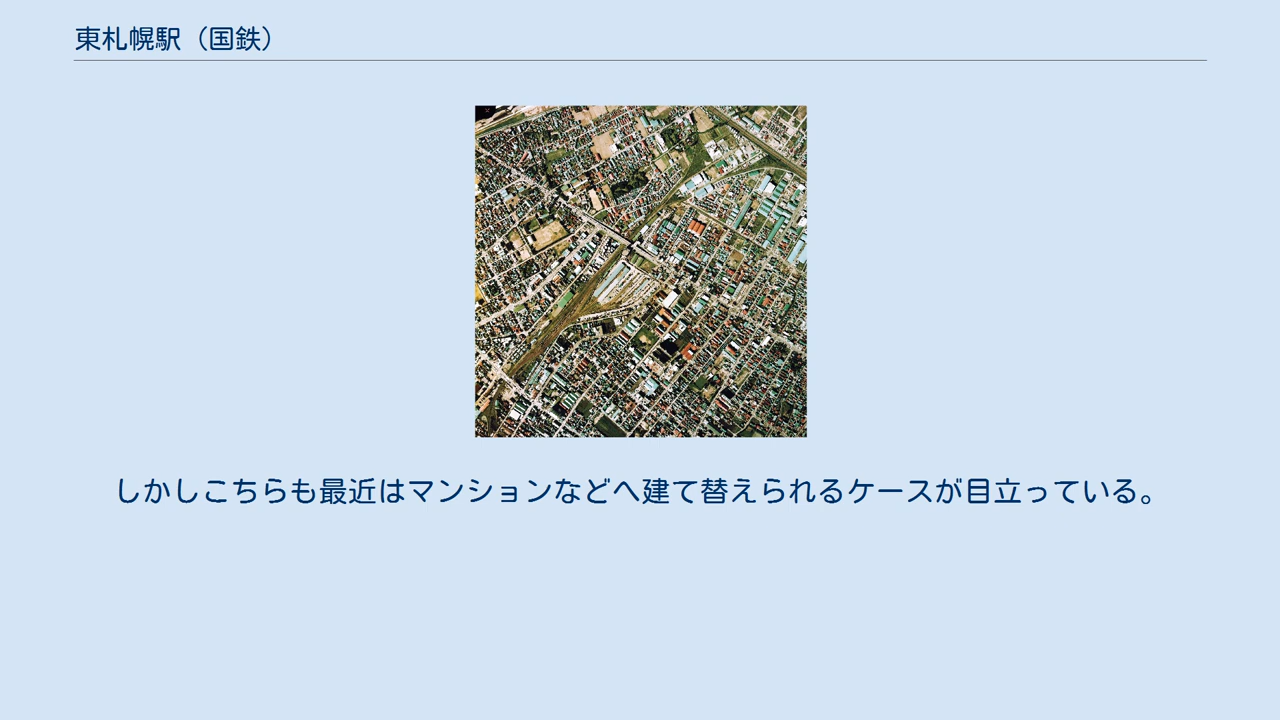 東札幌駅（国鉄）
しかしこちらも最近はマンションなどへ建て替えられるケースが目立っている。